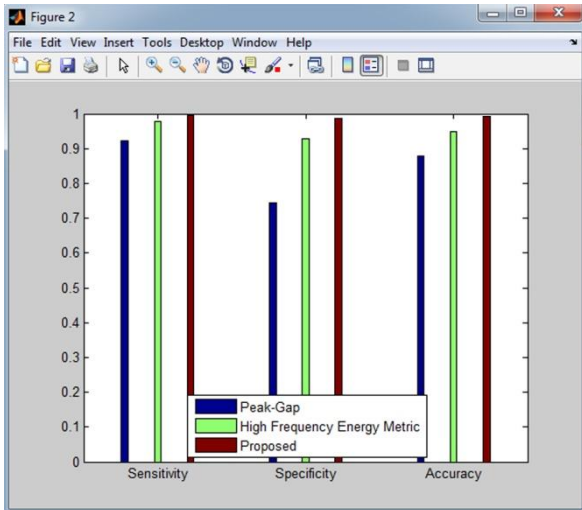 Figure 2
File Edit View Insert Tools Desktop Window Help
1
0.9
0.8
0.7
0.6
0.5
0.4
0.3
0.2
0.1
0
Peak-Gap
High Frequency Energy Metric
Proposed
Sensitivity Specificity Accuracy